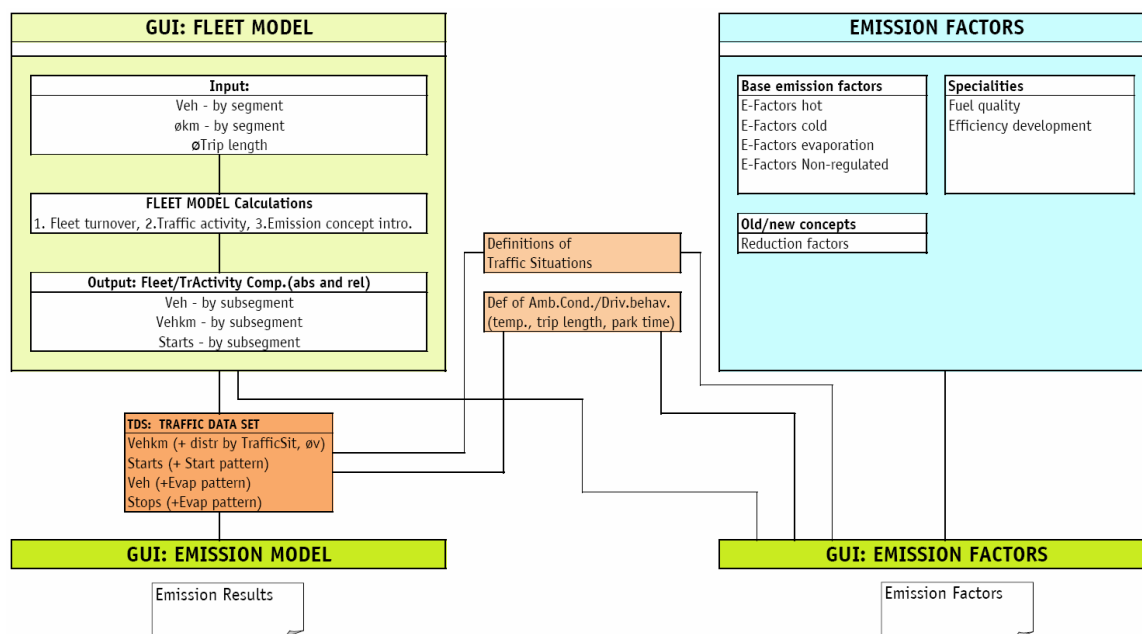 GUI: FLEET MODEL
Input:
Veh - by segment
økm - by segment
øTrip length
FLEET MODEL Calculations
1. Fleet turnover, 2.Traffic activity, 3.Emission concept intro.
Output: Fleet/TrActivity Comp.(abs and rel)
Veh - by subsegment
Vehkm - by subsegment
Starts - by subsegment
EMISSION FACTORS
Base emission factors
E-Factors hot
E-Factors cold
E-Factors evaporation
E-Factors Non-regulated
Specialities
Fuel quality
Efficiency development
Old/new concepts
Reduction factors
Definitions of
Traffic Situations
Def of Amb.Cond./Driv.behav.
(temp., trip length, park time)
TDS: TRAFFIC DATA SET
Vehkm (+ distr by TrafficSit, øv)
Starts (+ Start pattern)
Veh (+Evap pattern)
Stops (+Evap pattern)
GUI: EMISSION MODEL
Emission Results
GUI: EMISSION FACTORS
Emission Factors